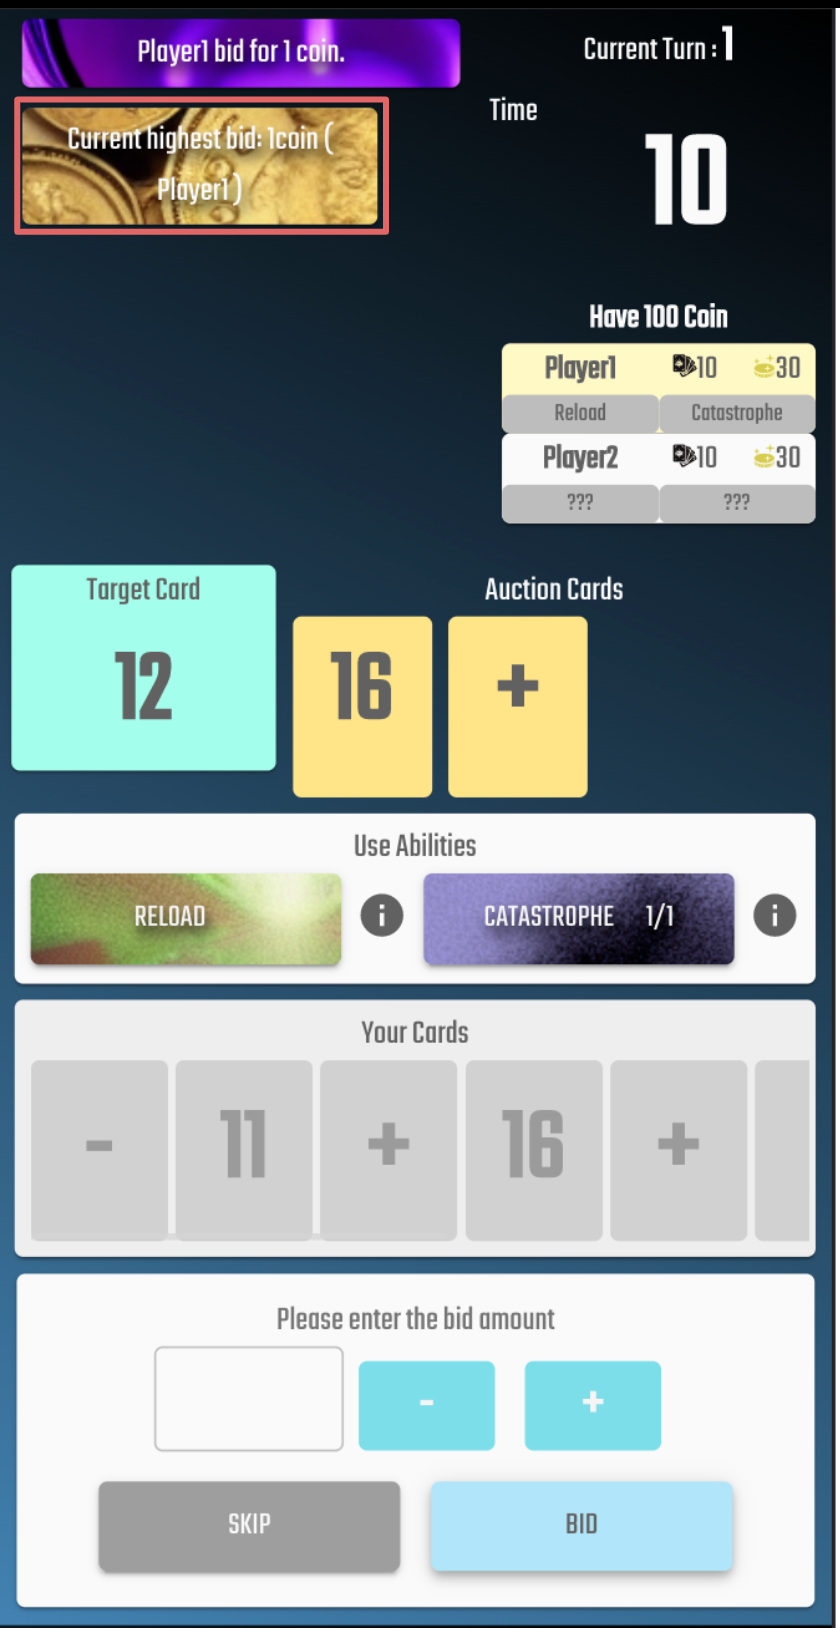 Player1 bid for 1 coin.
Current Turn : 1
Current highest bid: 1coin (
Player1 )
Time
10
Have 100 Coin
Player1 10 30
Reload Catastrophe
Player2 10 30
??? ???
Target Card
12
Auction Cards
16 +
Use Abilities
RELOAD i CATASTROPHE 1/1 i
Your Cards
- 11 + 16 +
Please enter the bid amount
- +
SKIP BID